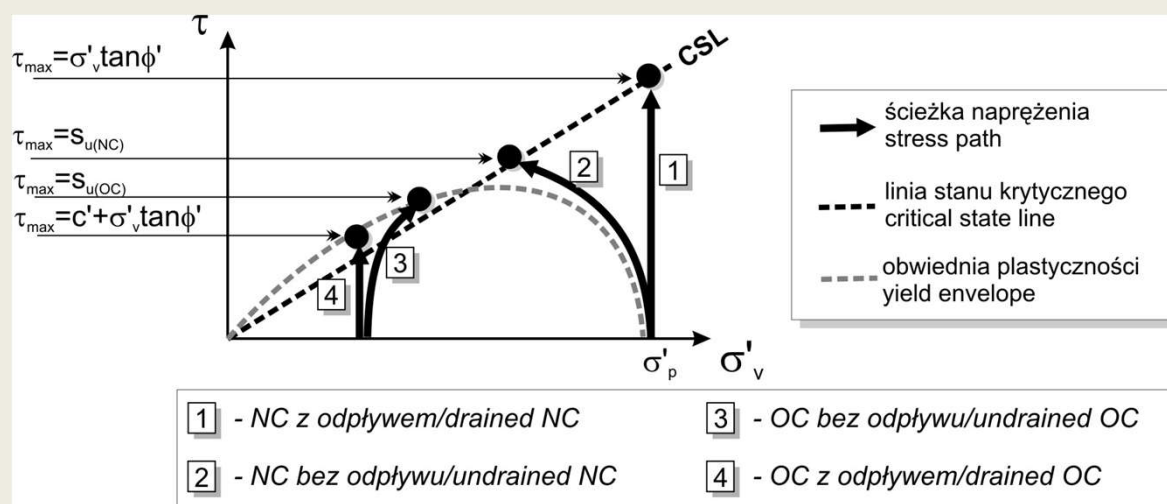 τ
τmax=σ'vtanϕ'
τmax=su(NC)
τmax=su(OC)
τmax=c'+σ'vtanϕ'
CSL
1
2
3
4
σ'p
σ'v
ścieżka naprężenia
stress path
linia stanu krytycznego
critical state line
obwiednia plastyczności
yield envelope
1 - NC z odpływem/drained NC
2 - NC bez odpływu/undrained NC
3 - OC bez odpływu/undrained OC
4 - OC z odpływem/drained OC